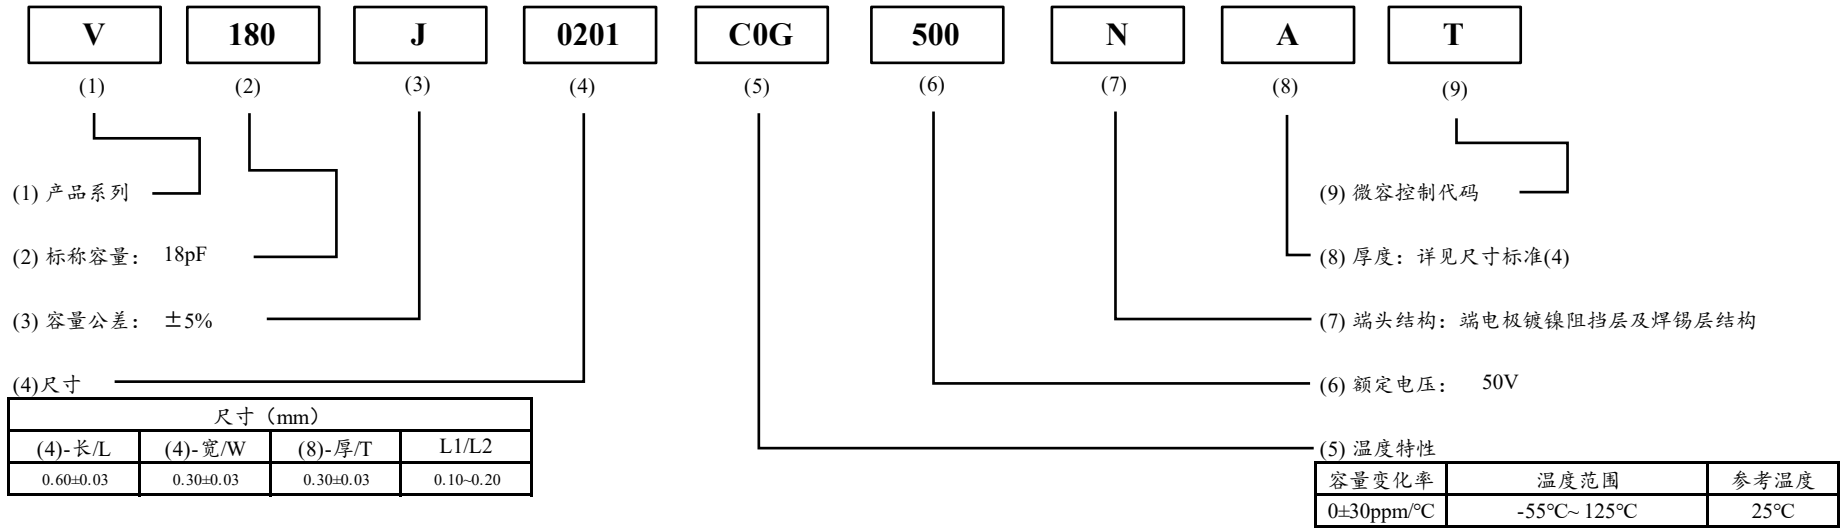 V 180 J 0201 C0G 500 N A T
(1) (2) (3) (4) (5) (6) (7) (8) (9)
(1) 产品系列
(9) 微容控制代码
(2) 标称容量： 18pF
(8) 厚度：详见尺寸标准(4)
(3) 容量公差： ±5%
(7) 端头结构：端电极镀镍阻挡层及焊锡层结构
(4)尺寸
(6) 额定电压： 50V
尺寸（mm）
(4)-长/L (4)-宽/W (8)-厚/T L1/L2
0.60±0.03 0.30±0.03 0.30±0.03 0.10~0.20
(5) 温度特性
容量变化率 温度范围 参考温度
0±30ppm/°C -55°C~ 125°C 25°C